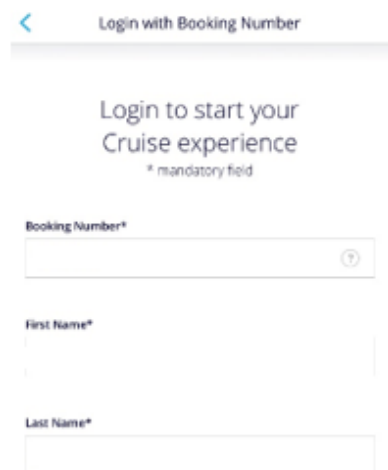 Login with Booking Number
Login to start your
Cruise experience
* mandatory field
Booking Number*
?
First Name*
Last Name*